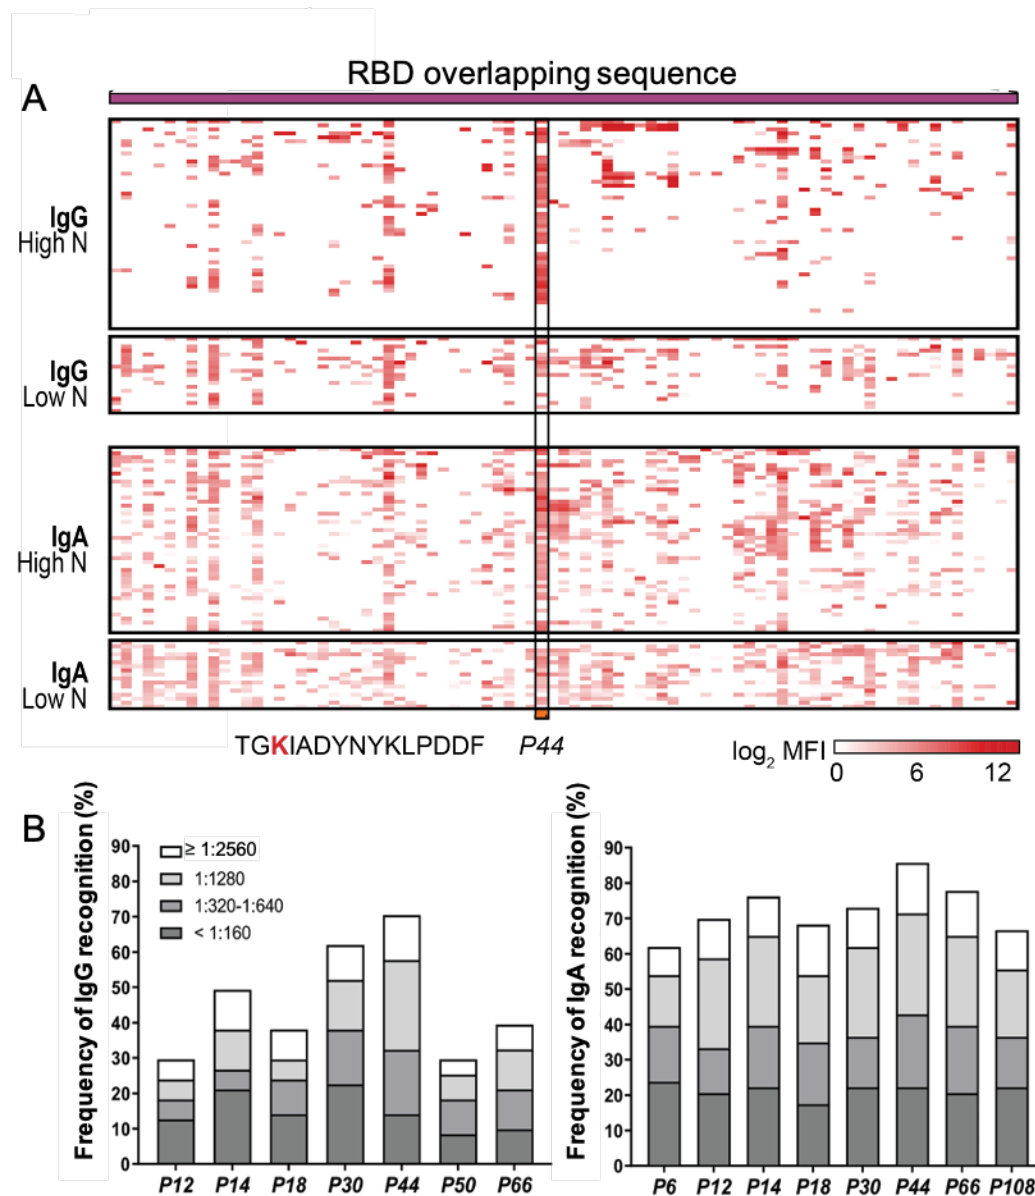 RBD overlapping sequence
A
IgG
High N
IgG
Low N
IgA
High N
IgA
Low N
TGKIADYNYKLPDDF P44
log2 MFI
0 6 12
B
Frequency of IgG recognition (%)
90
80
70
60
50
40
30
20
10
0
≥ 1:2560
1:1280
1:320-1:640
< 1:160
P12 P14 P18 P30 P44 P50 P66
Frequency of IgA recognition (%)
90
80
70
60
50
40
30
20
10
0
P6 P12 P14 P18 P30 P44 P66 P108